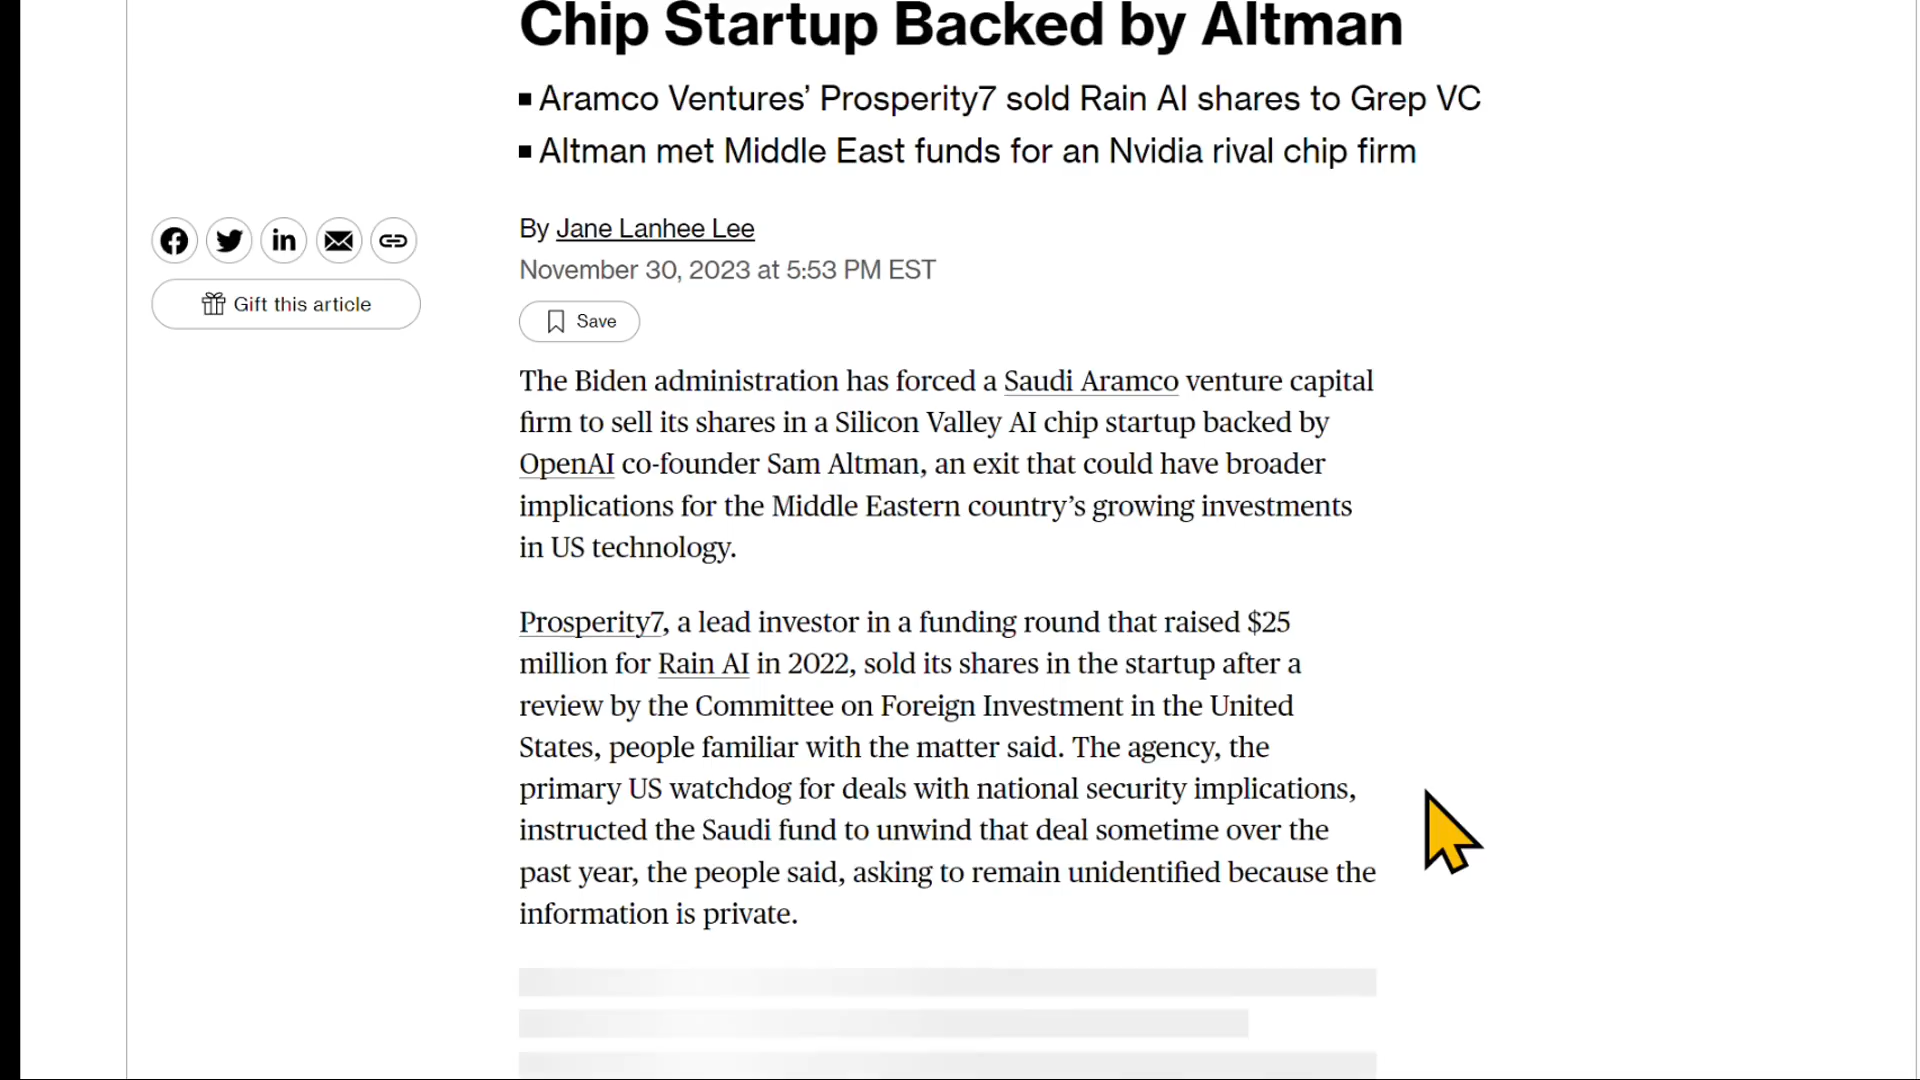 Chip Startup Backed by Altman
Aramco Ventures’ Prosperity7 sold Rain AI shares to Grep VC
Altman met Middle East funds for an Nvidia rival chip firm
By Jane Lanhee Lee
November 30, 2023 at 5:53 PM EST
Gift this article
Save
The Biden administration has forced a Saudi Aramco venture capital
firm to sell its shares in a Silicon Valley AI chip startup backed by
OpenAI co-founder Sam Altman, an exit that could have broader
implications for the Middle Eastern country’s growing investments
in US technology.
Prosperity7, a lead investor in a funding round that raised $25
million for Rain AI in 2022, sold its shares in the startup after a
review by the Committee on Foreign Investment in the United
States, people familiar with the matter said. The agency, the
primary US watchdog for deals with national security implications,
instructed the Saudi fund to unwind that deal sometime over the
past year, the people said, asking to remain unidentified because the
information is private.